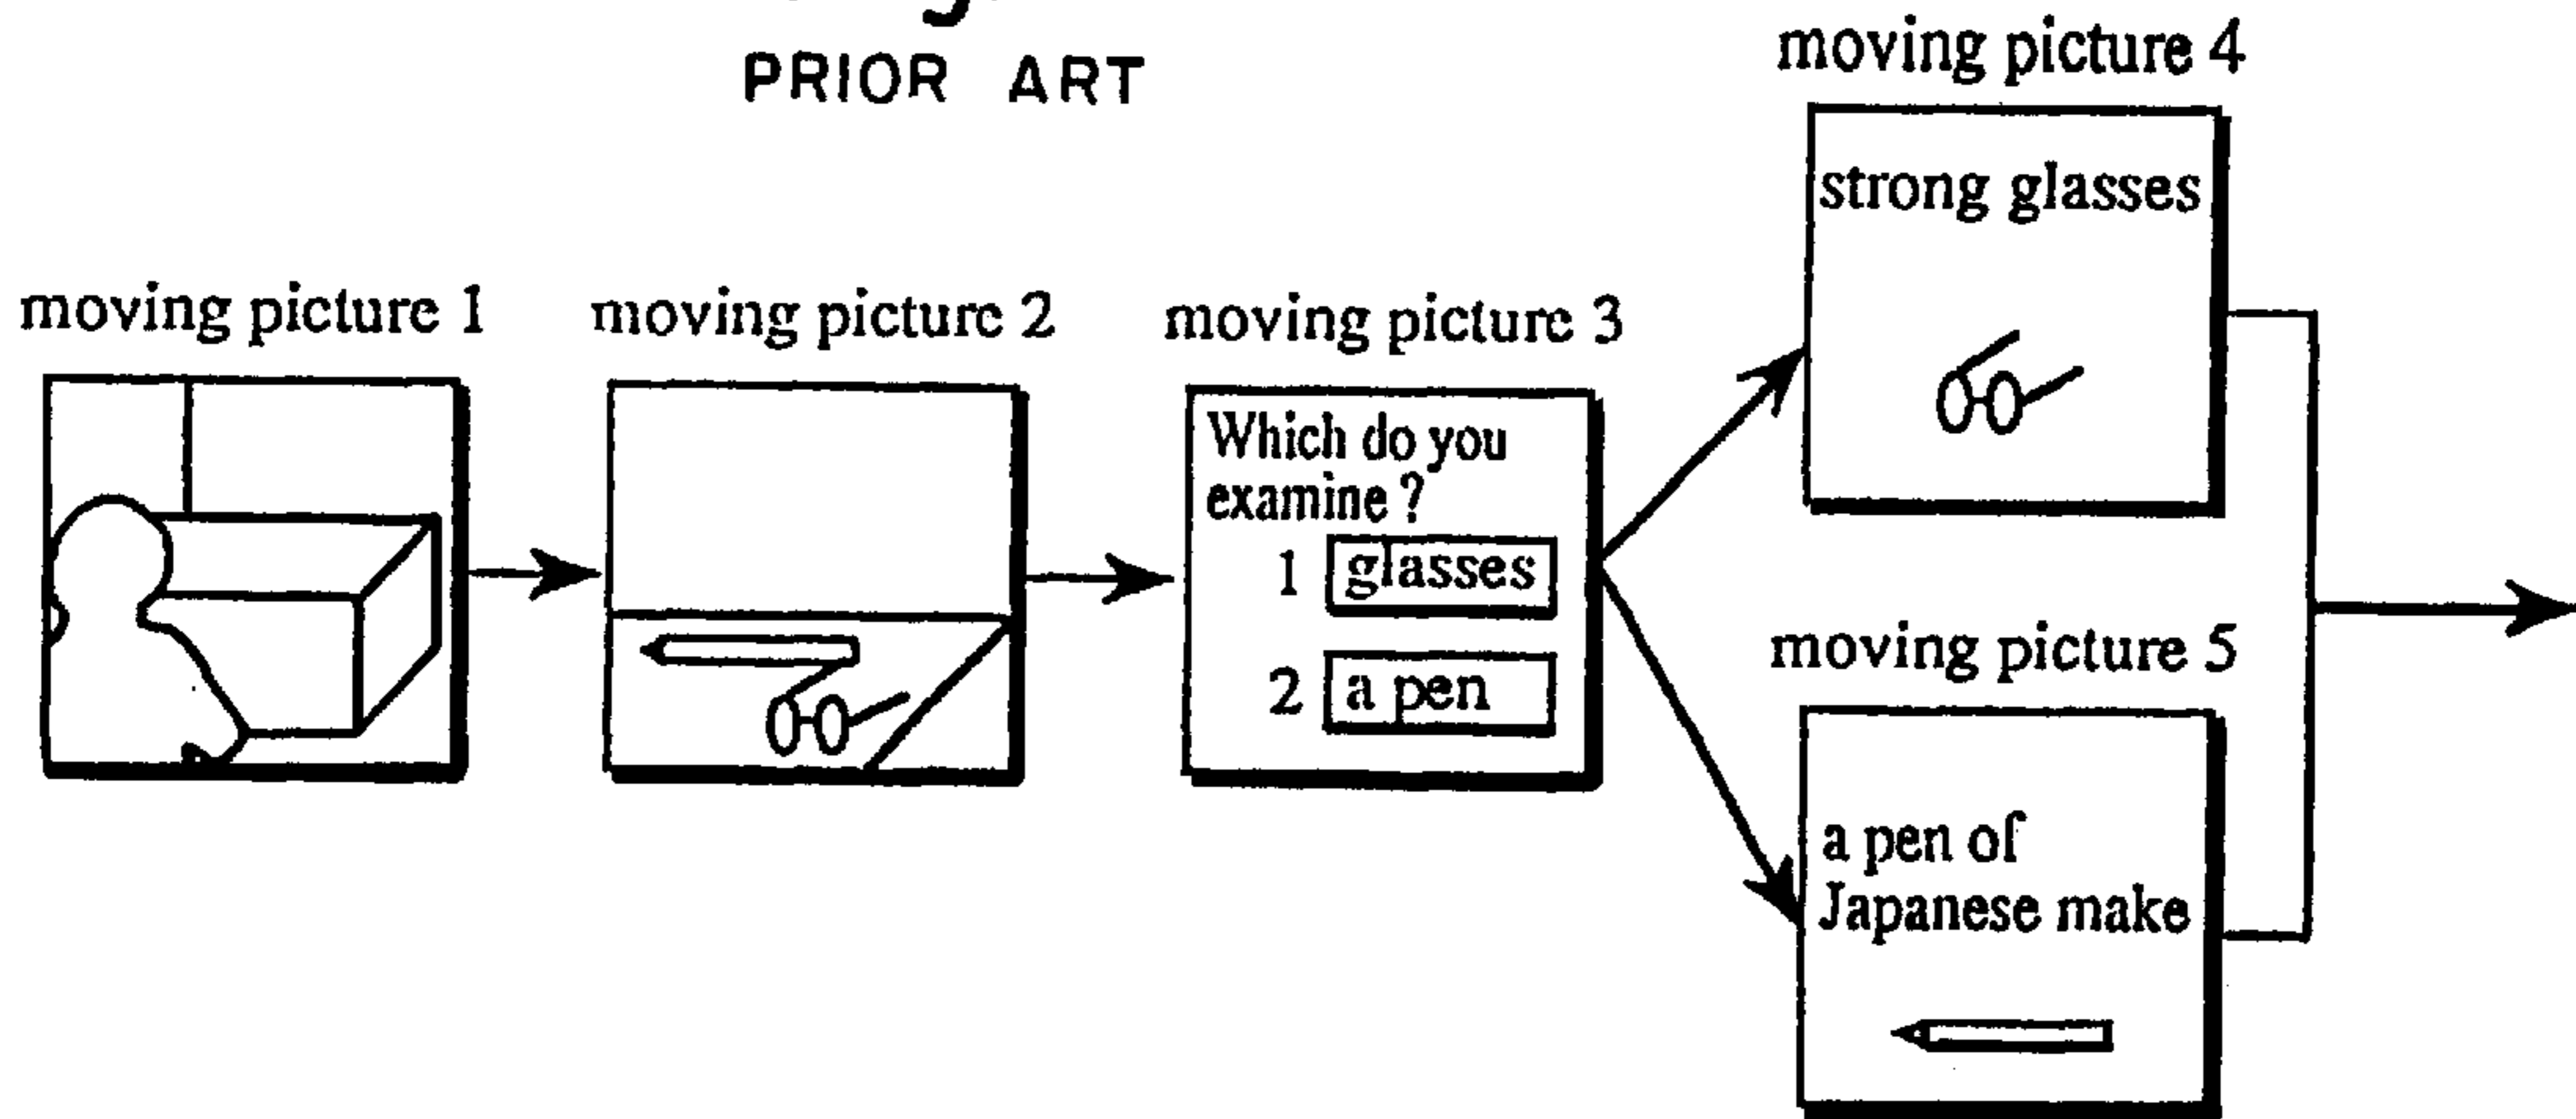 PRIOR ART
moving picture 1
moving picture 2
moving picture 3
Which do you
examine ?
1 glasses
2 a pen
moving picture 4
strong glasses
moving picture 5
a pen of
Japanese make